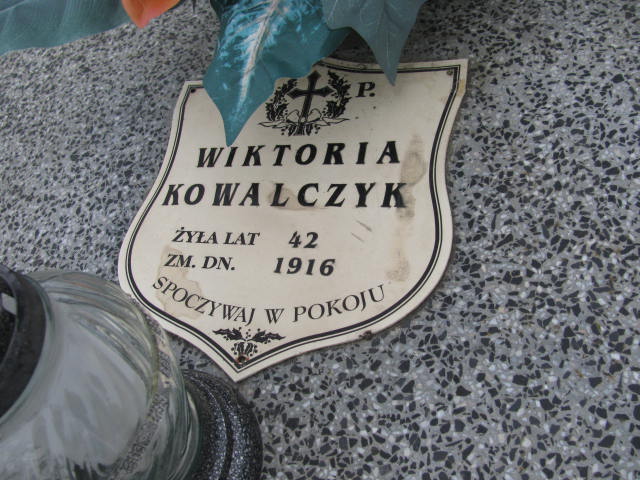 P.
WIKTORIA
KOWALCZYK
ŻYŁA LAT 42
ZM. DN. 1916
SPOCZYWAJ W POKOJU